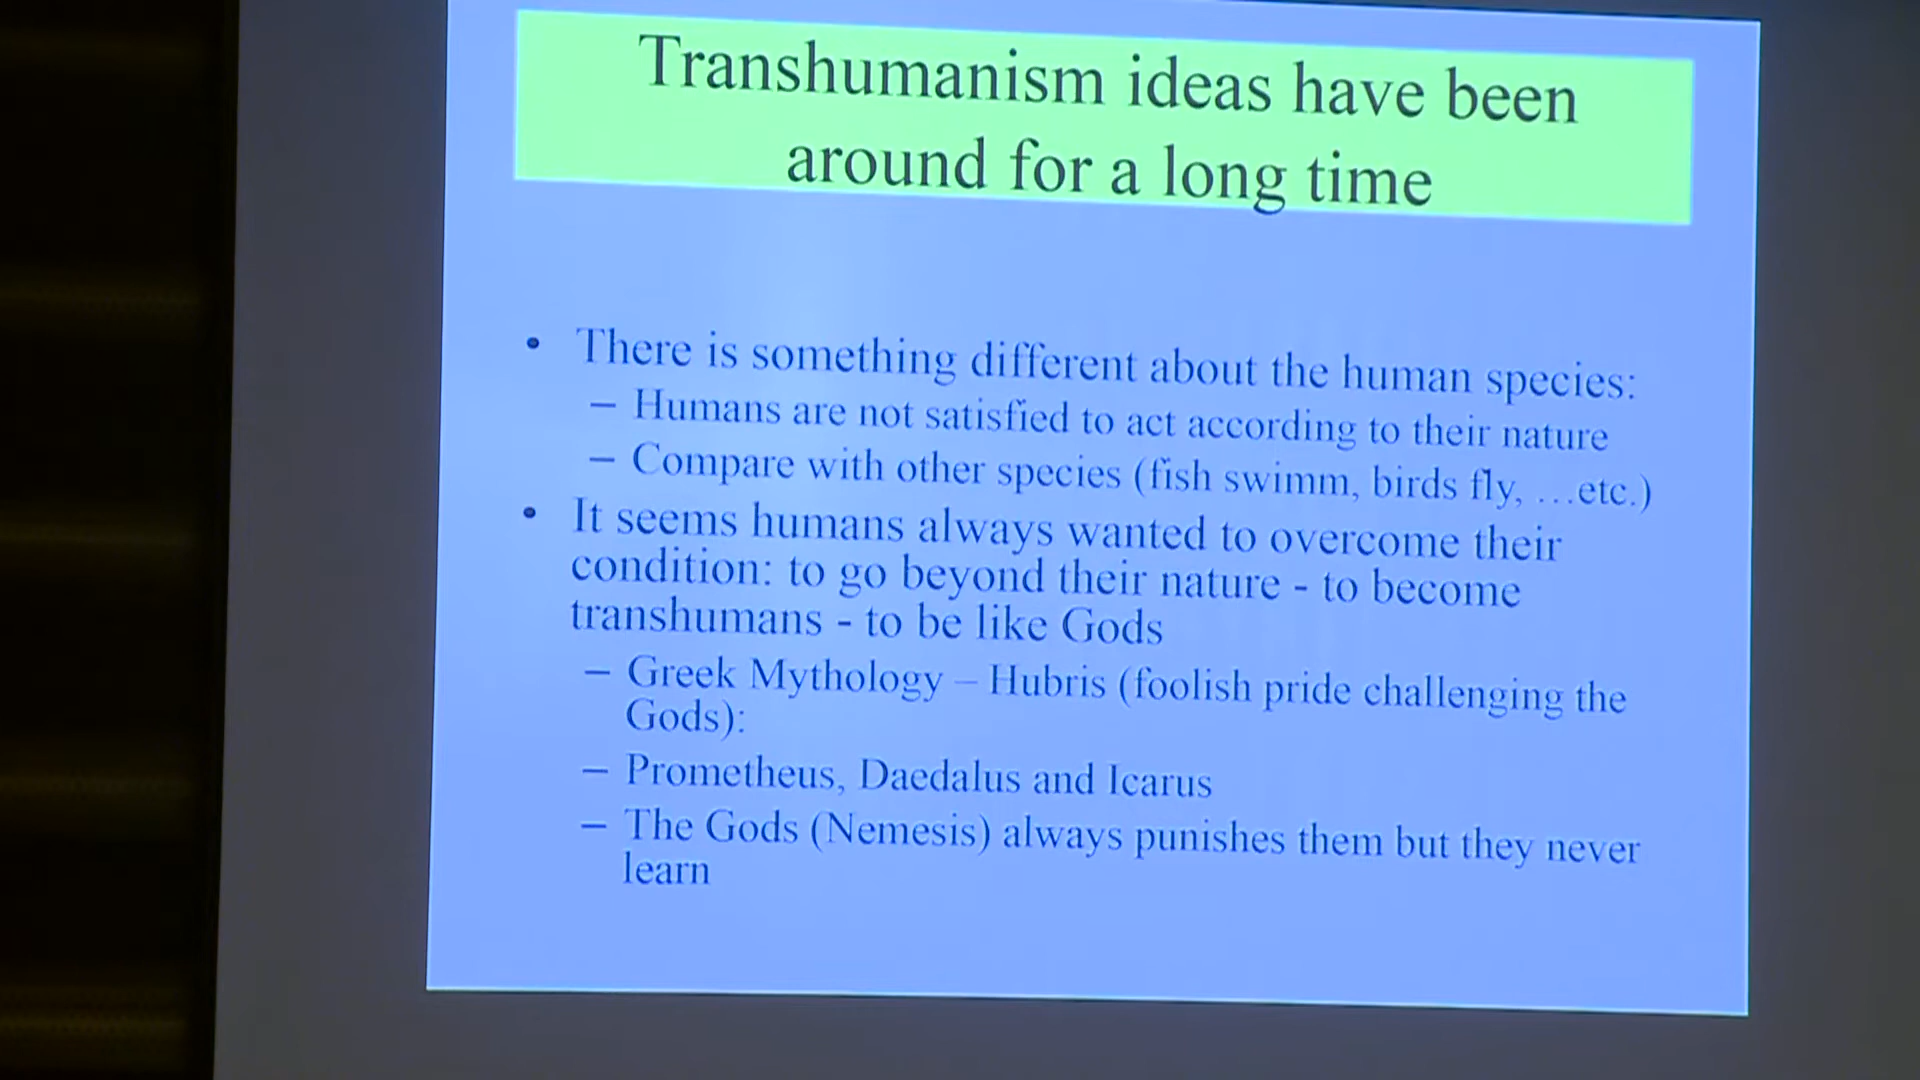 Transhumanism ideas have been
around for a long time
• There is something different about the human species:
– Humans are not satisfied to act according to their nature
– Compare with other species (fish swimm, birds fly, …etc.)
• It seems humans always wanted to overcome their
condition: to go beyond their nature - to become
transhumans - to be like Gods
– Greek Mythology – Hubris (foolish pride challenging the
Gods):
– Prometheus, Daedalus and Icarus
– The Gods (Nemesis) always punishes them but they never
learn